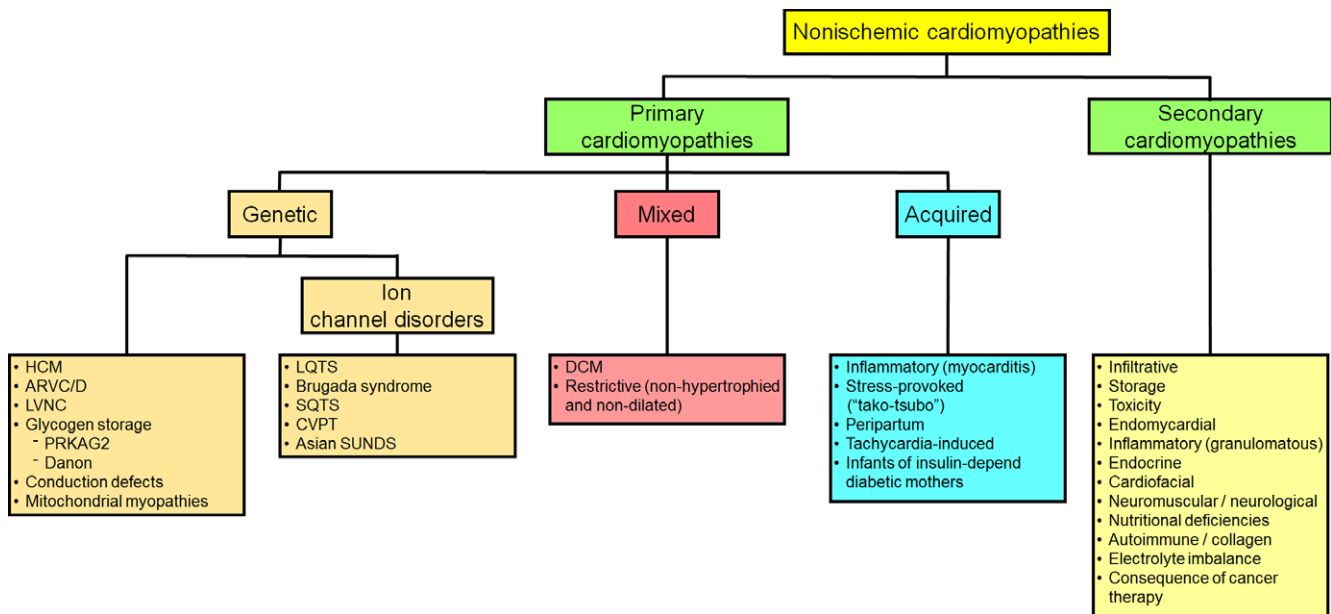 Nonischemic cardiomyopathies
Primary
cardiomyopathies
Secondary
cardiomyopathies
Genetic
Mixed
Acquired
Ion
channel disorders
• HCM
• ARVC/D
• LVNC
• Glycogen storage
- PRKAG2
- Danon
• Conduction defects
• Mitochondrial myopathies
• LQTS
• Brugada syndrome
• SQTS
• CVPT
• Asian SUNDS
• DCM
• Restrictive (non-hypertrophied
and non-dilated)
• Inflammatory (myocarditis)
• Stress-provoked
(“tako-tsubo”)
• Peripartum
• Tachycardia-induced
• Infants of insulin-depend
diabetic mothers
• Infiltrative
• Storage
• Toxicity
• Endomycardial
• Inflammatory (granulomatous)
• Endocrine
• Cardiofacial
• Neuromuscular / neurological
• Nutritional deficiencies
• Autoimmune / collagen
• Electrolyte imbalance
• Consequence of cancer
therapy